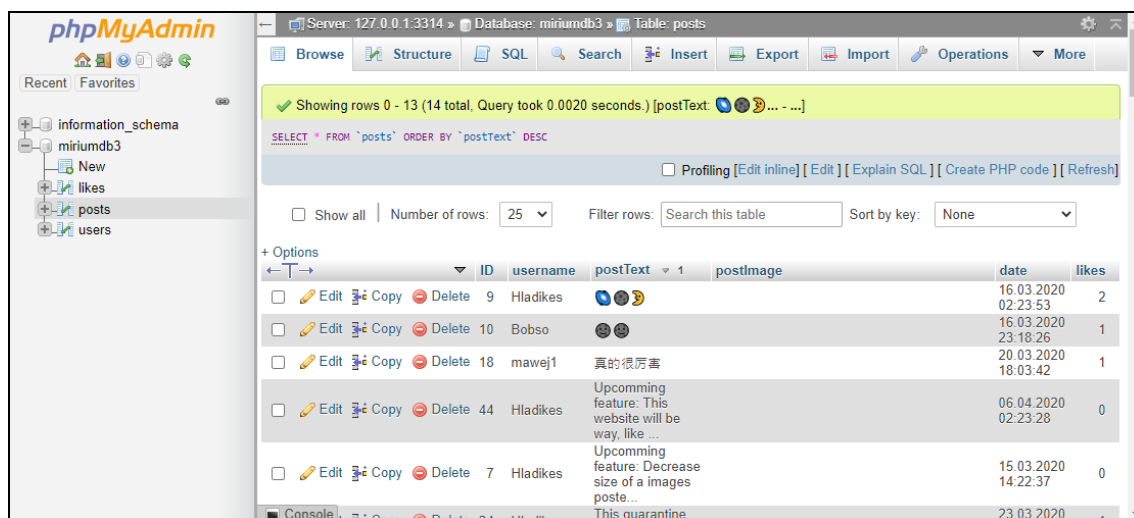 phpMyAdmin
Recent Favorites
information_schema
miriumdb3
New
likes
posts
users
Server: 127.0.0.1:3314 » Database: miriumdb3 » Table: posts
Browse Structure SQL Search Insert Export Import Operations More
Showing rows 0 - 13 (14 total, Query took 0.0020 seconds.) [postText: ... - ...]
SELECT * FROM `posts` ORDER BY `postText` DESC
Profiling [Edit inline] [ Edit ] [ Explain SQL ] [ Create PHP code ] [ Refresh]
Show all Number of rows: 25 Filter rows: Search this table Sort by key: None
+ Options
←T→ ID username postText 1 postImage date likes
Edit Copy Delete 9 Hladikes 16.03.2020 2
02:23:53
Edit Copy Delete 10 Bobso 16.03.2020 1
23:18:26
Edit Copy Delete 18 mawej1 真的很厉害 20.03.2020 1
18:03:42
Edit Copy Delete 44 Hladikes Upcomming 06.04.2020 0
feature: This 02:23:28
website will be
way, like ...
Edit Copy Delete 7 Hladikes Upcomming 15.03.2020 0
feature: Decrease 14:22:37
size of a images
poste...
Console This quarantine 23.03.2020